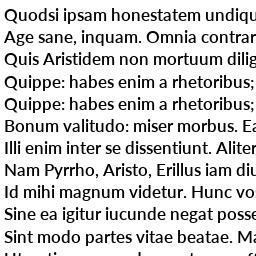 Quodsi ipsam honestatem undiqu
Age sane, inquam. Omnia contrar
Quis Aristidem non mortuum dilig
Quippe: habes enim a rhetoribus;
Quippe: habes enim a rhetoribus;
Bonum valitudo: miser morbus. Ea
Illi enim inter se dissentiunt. Aliter
Nam Pyrrho, Aristo, Erillus iam diu
Id mihi magnum videtur. Hunc vo
Sine ea igitur iucunde negat posse
Sint modo partes vitae beatae. Ma